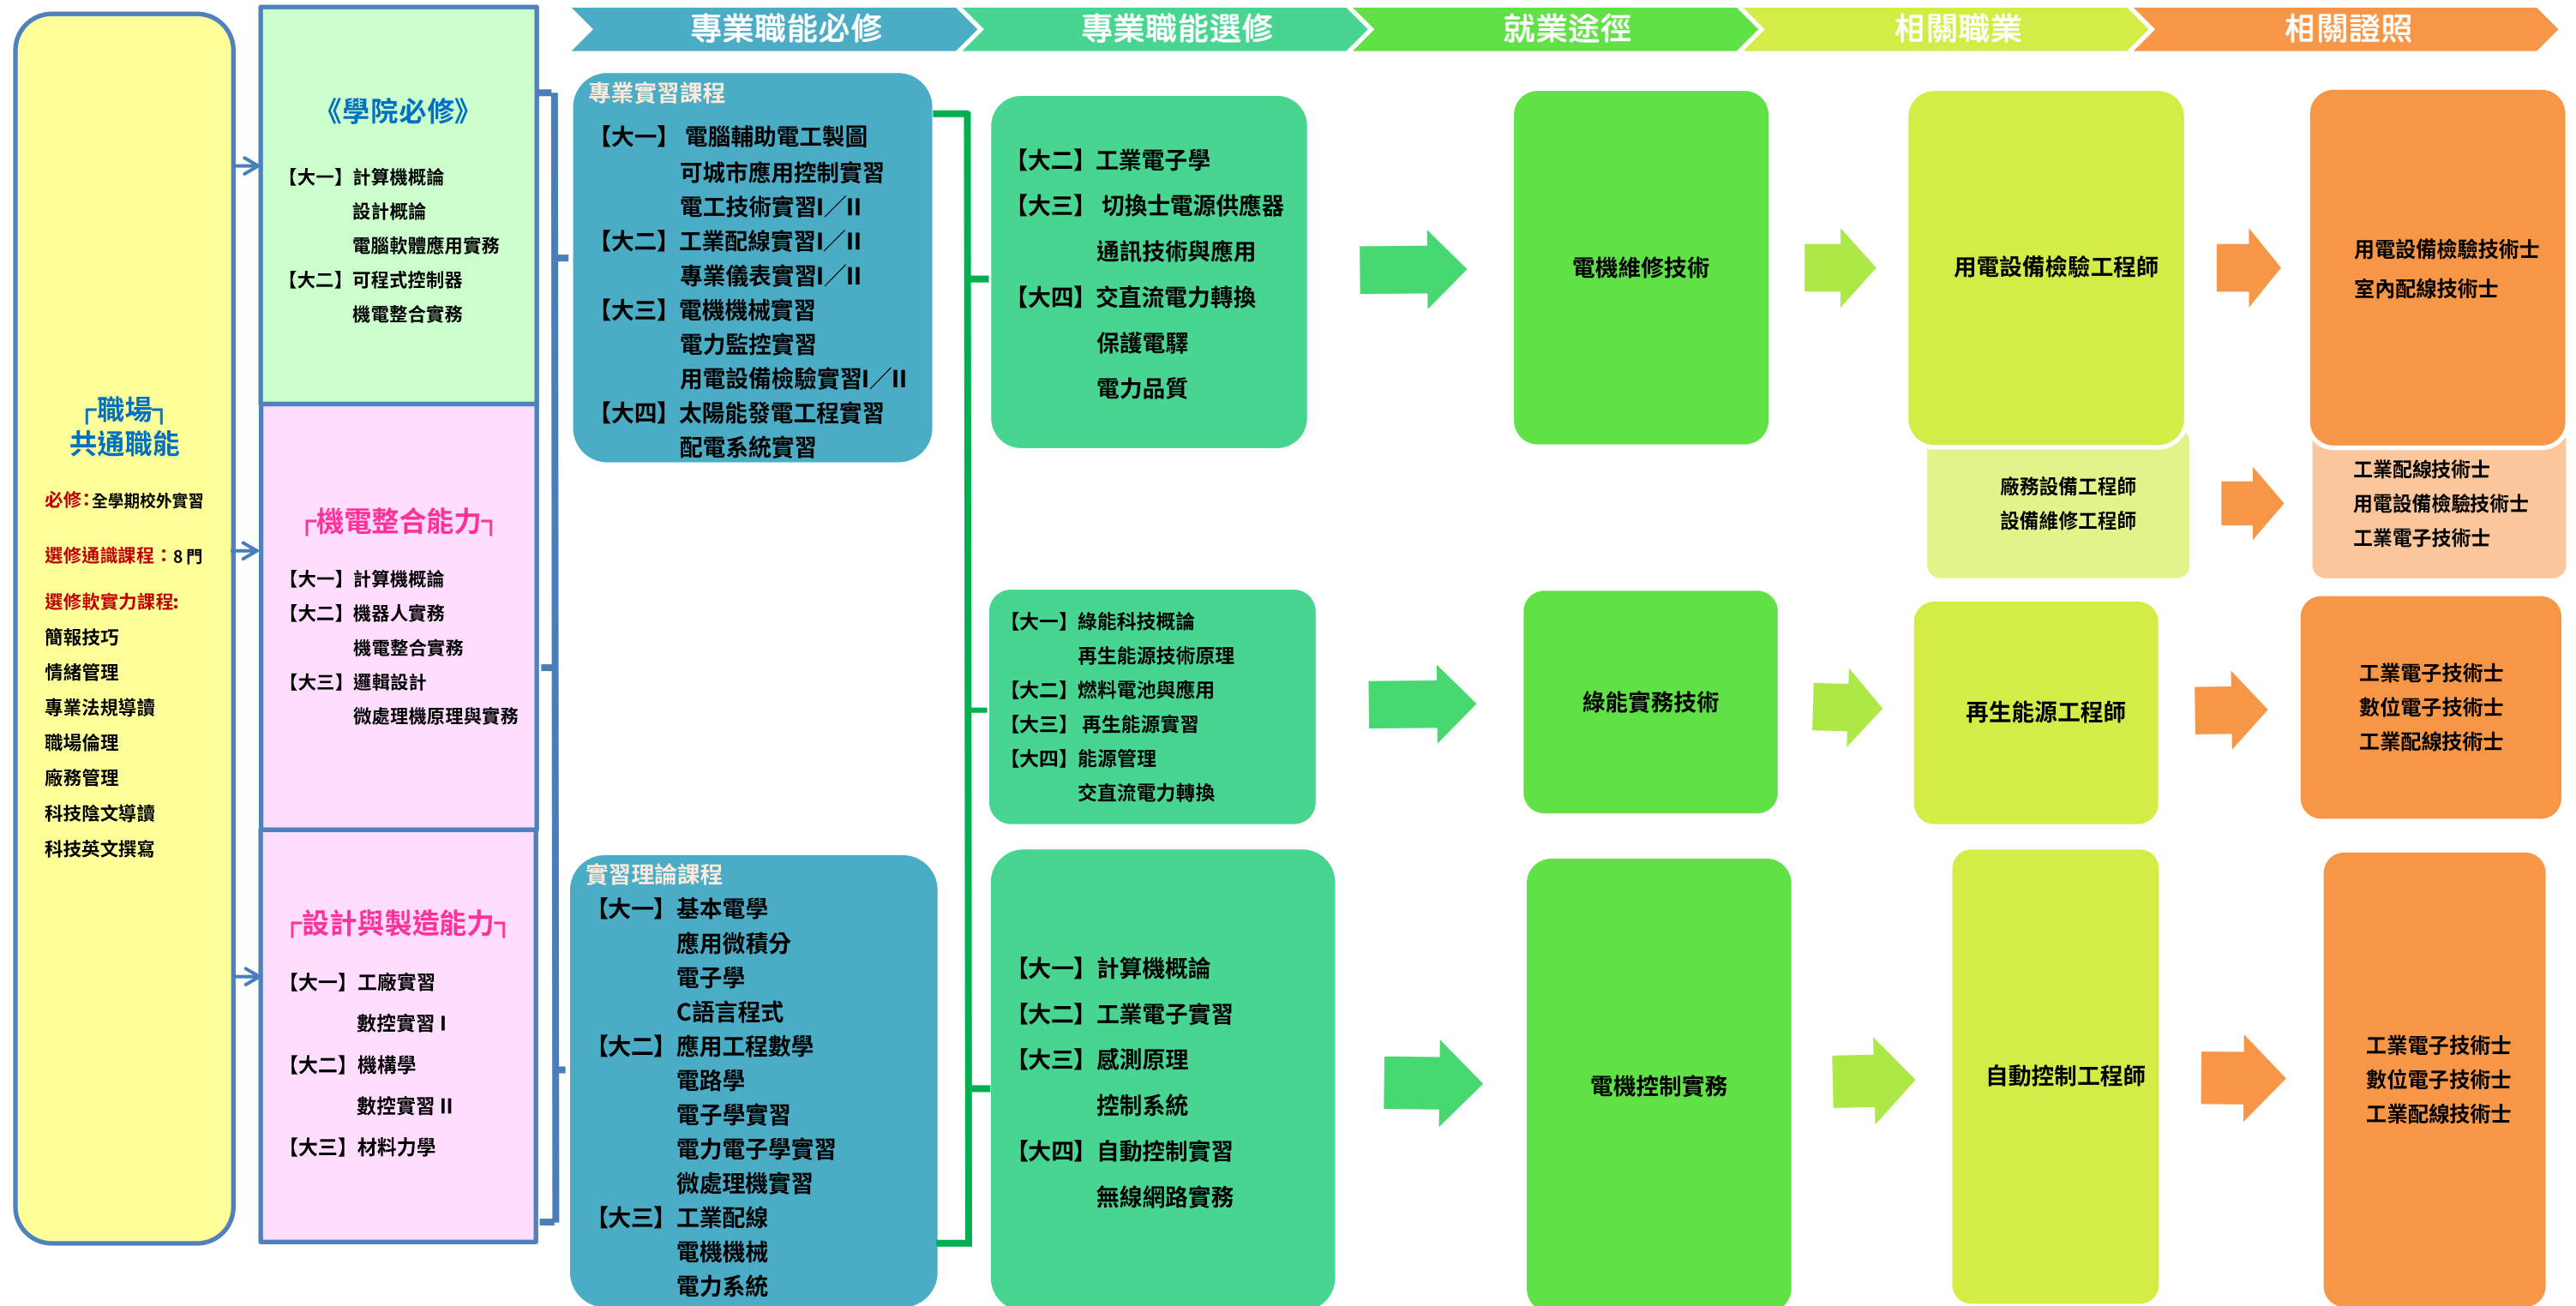 專業職能必修
專業職能選修
就業途徑
相關職業
相關證照
┌職場┐
共通職能
必修:全學期校外實習
選修通識課程：8 門
選修軟實力課程:
簡報技巧
情緒管理
專業法規導讀
職場倫理
廠務管理
科技陰文導讀
科技英文撰寫
《學院必修》
【大一】計算機概論
設計概論
電腦軟體應用實務
【大二】可程式控制器
機電整合實務
┌機電整合能力┐
【大一】計算機概論
【大二】機器人實務
機電整合實務
【大三】邏輯設計
微處理機原理與實務
┌設計與製造能力┐
【大一】工廠實習
數控實習 I
【大二】機構學
數控實習 II
【大三】材料力學
專業實習課程
【大一】 電腦輔助電工製圖
可城市應用控制實習
電工技術實習I／II
【大二】工業配線實習I／II
專業儀表實習I／II
【大三】電機機械實習
電力監控實習
用電設備檢驗實習I／II
【大四】太陽能發電工程實習
配電系統實習
實習理論課程
【大一】基本電學
應用微積分
電子學
C語言程式
【大二】應用工程數學
電路學
電子學實習
電力電子學實習
微處理機實習
【大三】工業配線
電機機械
電力系統
【大二】工業電子學
【大三】 切換士電源供應器
通訊技術與應用
【大四】交直流電力轉換
保護電驛
電力品質
電機維修技術
用電設備檢驗工程師
用電設備檢驗技術士
室內配線技術士
廠務設備工程師
設備維修工程師
工業配線技術士
用電設備檢驗技術士
工業電子技術士
【大一】綠能科技概論
再生能源技術原理
【大二】燃料電池與應用
【大三】 再生能源實習
【大四】能源管理
交直流電力轉換
綠能實務技術
再生能源工程師
工業電子技術士
數位電子技術士
工業配線技術士
【大一】計算機概論
【大二】工業電子實習
【大三】感測原理
控制系統
【大四】自動控制實習
無線網路實務
電機控制實務
自動控制工程師
工業電子技術士
數位電子技術士
工業配線技術士